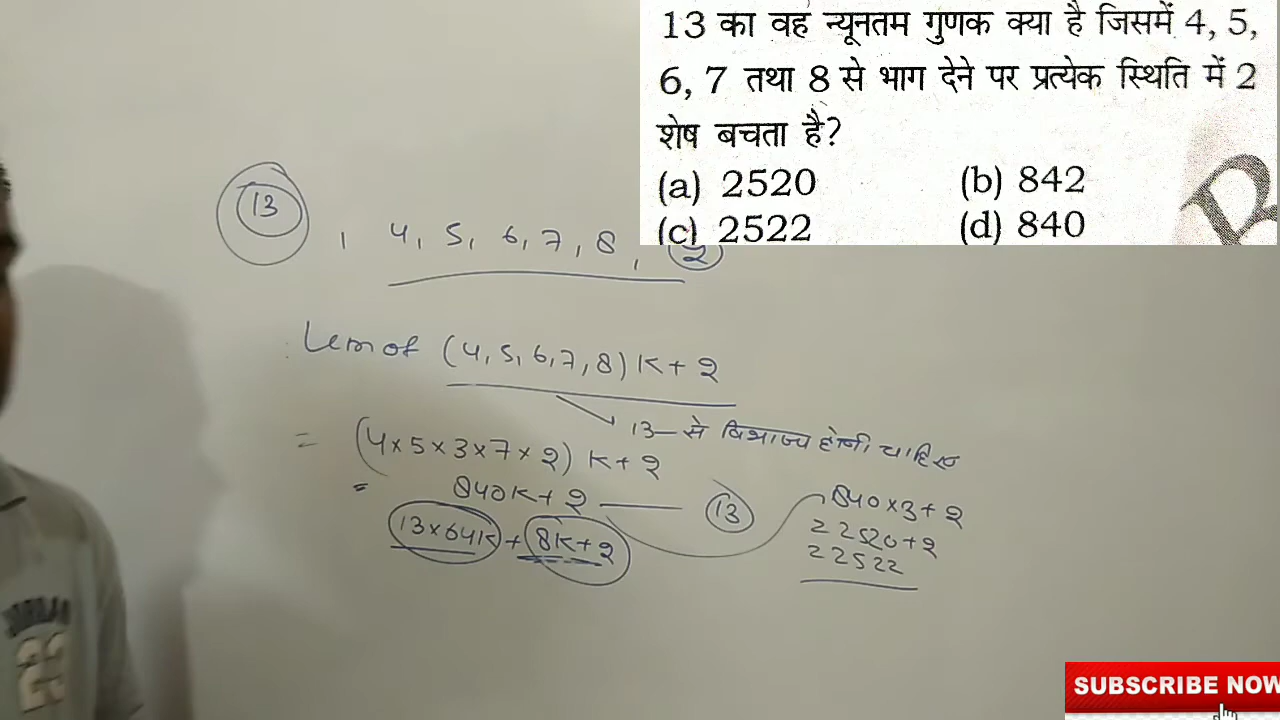 13 का वह न्यूनतम गुणक क्या है जिसमें 4, 5,
6, 7 तथा 8 से भाग देने पर प्रत्येक स्थिति में 2
शेष बचता है?
(a) 2520 (b) 842
(c) 2522 (d) 840
R
13, 4, 5, 6, 7, 8, 2
Lcm of (4, 5, 6, 7, 8) K + 2
13 से विभाज्य होनी चाहिए
= (4×5×3×7×2) K + 2
= 840K + 2 — 13
13×64K + 8K+2
840×3+2
= 2520+2
= 2522
SUBSCRIBE NOW